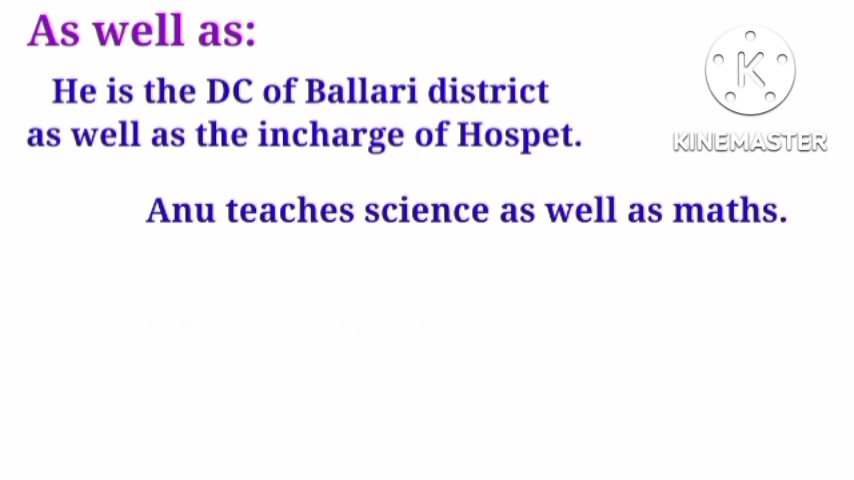 As well as:
He is the DC of Ballari district
as well as the incharge of Hospet.
Anu teaches science as well as maths.
K
KINEMASTER